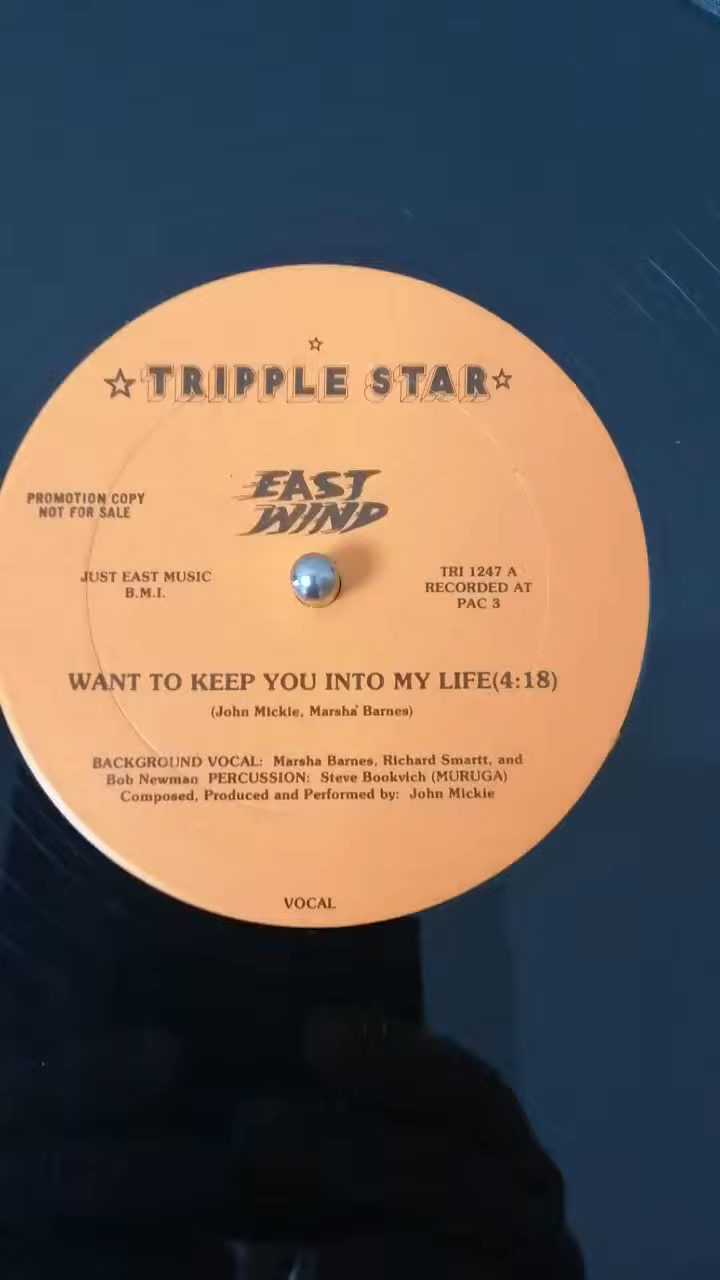 TRIPPLE STAR
EAST
WIND
PROMOTION COPY
NOT FOR SALE
JUST EAST MUSIC
B.M.I.
TRI 1247 A
RECORDED AT
PAC 3
WANT TO KEEP YOU INTO MY LIFE(4:18)
(John Mickie, Marsha Barnes)
BACKGROUND VOCAL: Marsha Barnes, Richard Smartt, and
Bob Newman PERCUSSION: Steve Bookvich (MURUGA)
Composed, Produced and Performed by: John Mickie
VOCAL